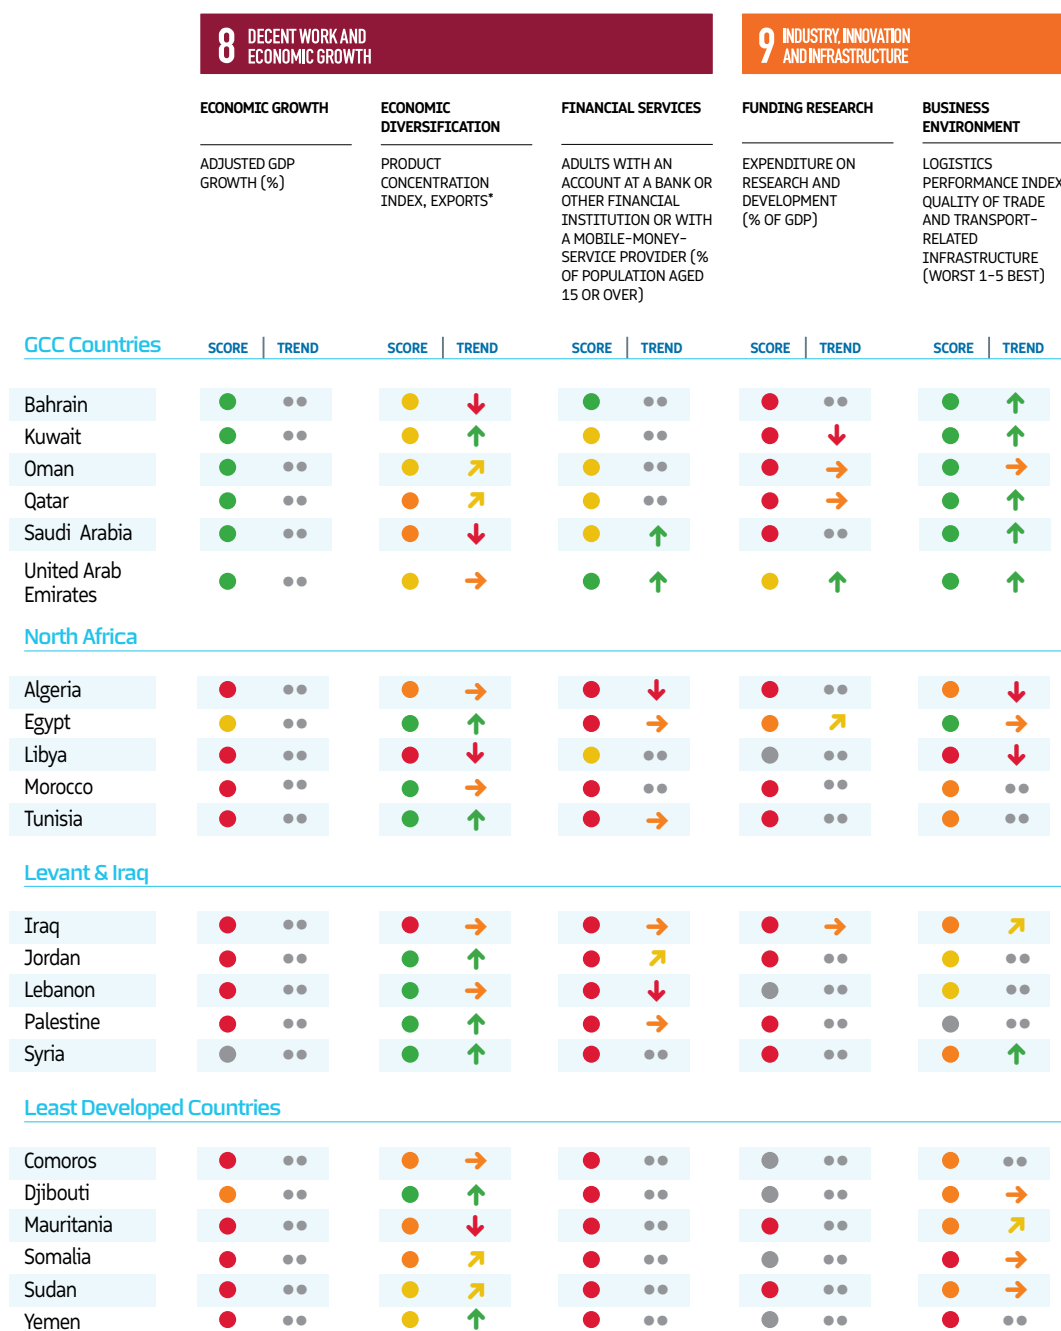 8 DECENT WORK AND
ECONOMIC GROWTH
9 INDUSTRY, INNOVATION
AND INFRASTRUCTURE
ECONOMIC GROWTH
ADJUSTED GDP
GROWTH (%)
ECONOMIC
DIVERSIFICATION
PRODUCT
CONCENTRATION
INDEX, EXPORTS*
FINANCIAL SERVICES
ADULTS WITH AN
ACCOUNT AT A BANK OR
OTHER FINANCIAL
INSTITUTION OR WITH
A MOBILE-MONEY-
SERVICE PROVIDER (%
OF POPULATION AGED
15 OR OVER)
FUNDING RESEARCH
EXPENDITURE ON
RESEARCH AND
DEVELOPMENT
(% OF GDP)
BUSINESS
ENVIRONMENT
LOGISTICS
PERFORMANCE INDEX
QUALITY OF TRADE
AND TRANSPORT-
RELATED
INFRASTRUCTURE
(WORST 1-5 BEST)
GCC Countries SCORE TREND SCORE TREND SCORE TREND SCORE TREND SCORE TREND
Bahrain
Kuwait
Oman
Qatar
Saudi Arabia
United Arab
Emirates
North Africa
Algeria
Egypt
Libya
Morocco
Tunisia
Levant & Iraq
Iraq
Jordan
Lebanon
Palestine
Syria
Least Developed Countries
Comoros
Djibouti
Mauritania
Somalia
Sudan
Yemen